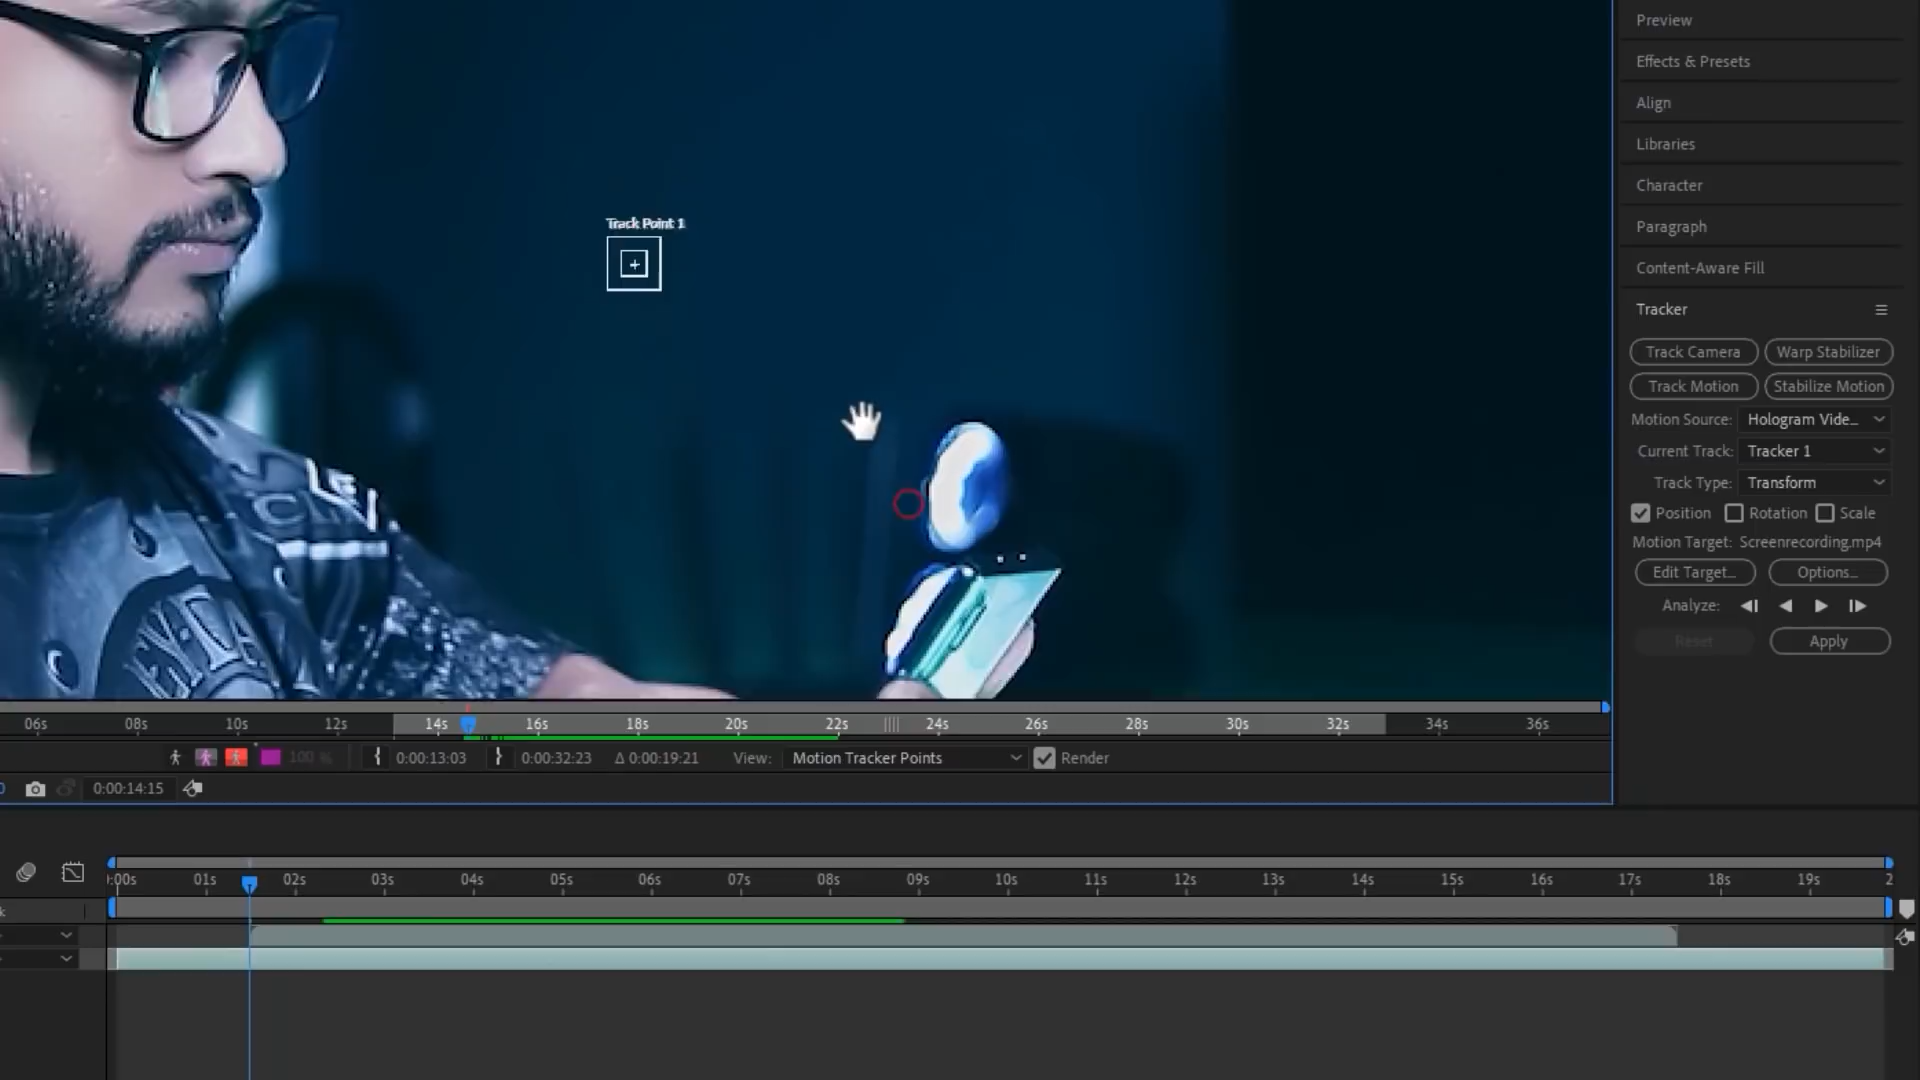 Preview
Effects & Presets
Align
Libraries
Character
Paragraph
Content-Aware Fill
Tracker
Track Camera Warp Stabilizer
Track Motion Stabilize Motion
Motion Source: Hologram Vide...
Current Track: Tracker 1
Track Type: Transform
Position Rotation Scale
Motion Target: Screenrecording.mp4
Edit Target... Options...
Analyze:
Reset Apply
Track Point 1
06s 08s 10s 12s 14s 16s 18s 20s 22s 24s 26s 28s 30s 32s 34s 36s
100 % { 0:00:13:03 } 0:00:32:23 Δ 0:00:19:21 View: Motion Tracker Points Render
0:00:14:15
:00s 01s 02s 03s 04s 05s 06s 07s 08s 09s 10s 11s 12s 13s 14s 15s 16s 17s 18s 19s 2